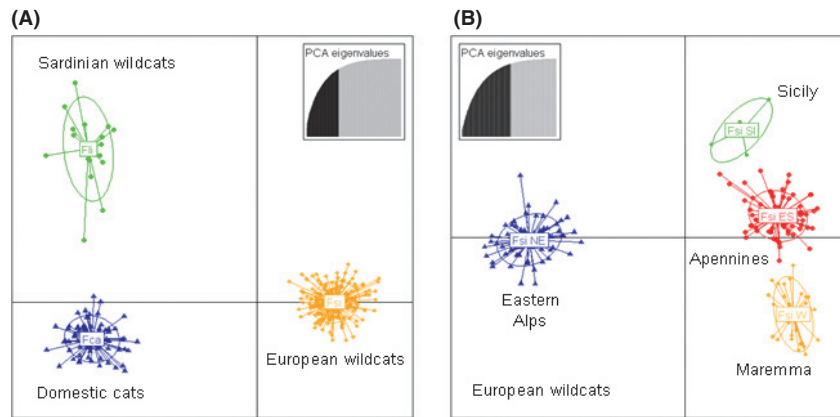 (A)
Sardinian wildcats
PCA eigenvalues
Fli
Fsi
Fca
European wildcats
Domestic cats
(B)
PCA eigenvalues
Sicily
Fsi SI
Fsi ES
Fsi NE
Apennines
Eastern
Alps
Fsi W
Maremma
European wildcats